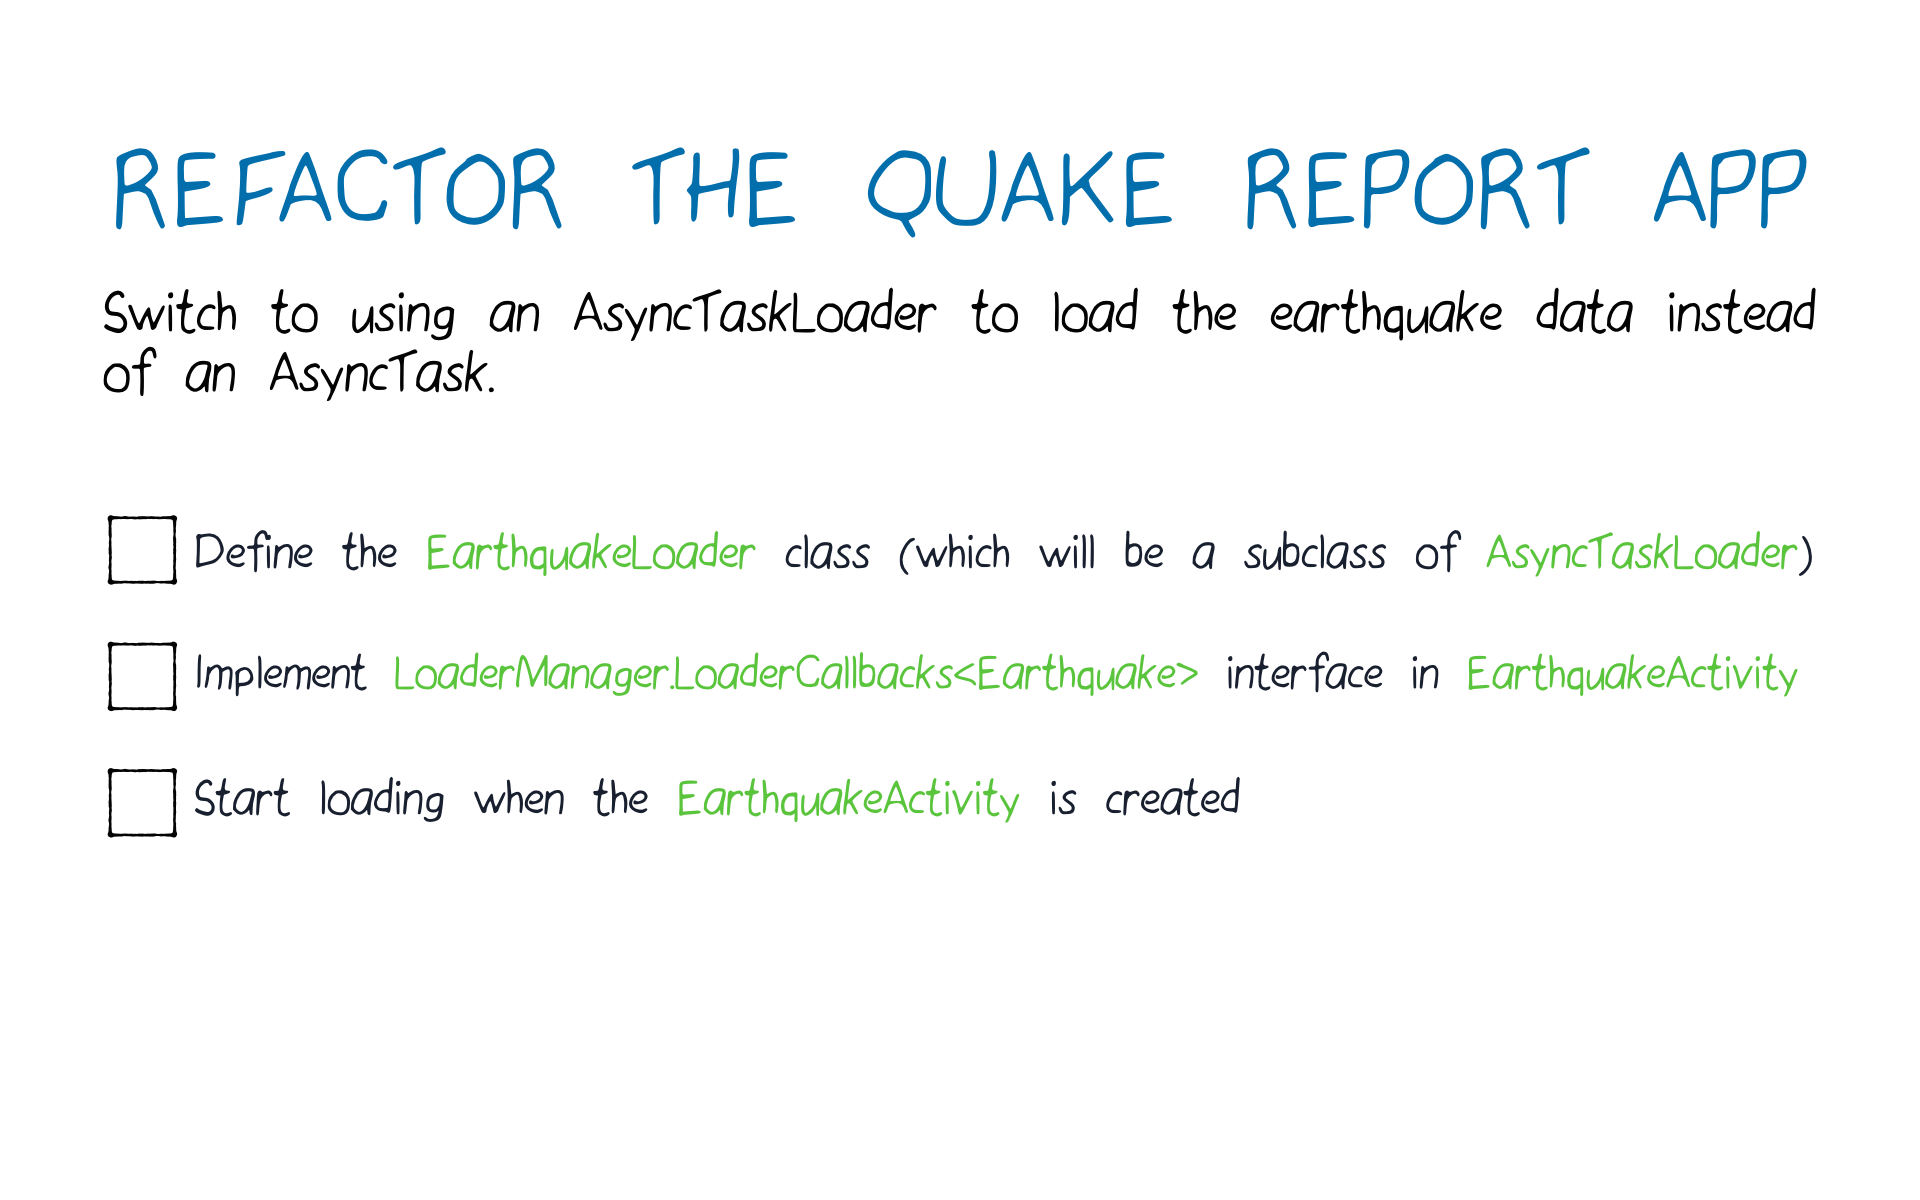 REFACTOR THE QUAKE REPORT APP
Switch to using an AsyncTaskLoader to load the earthquake data instead
of an AsyncTask.
Define the EarthquakeLoader class (which will be a subclass of AsyncTaskLoader)
Implement LoaderManager.LoaderCallbacks<Earthquake> interface in EarthquakeActivity
Start loading when the EarthquakeActivity is created